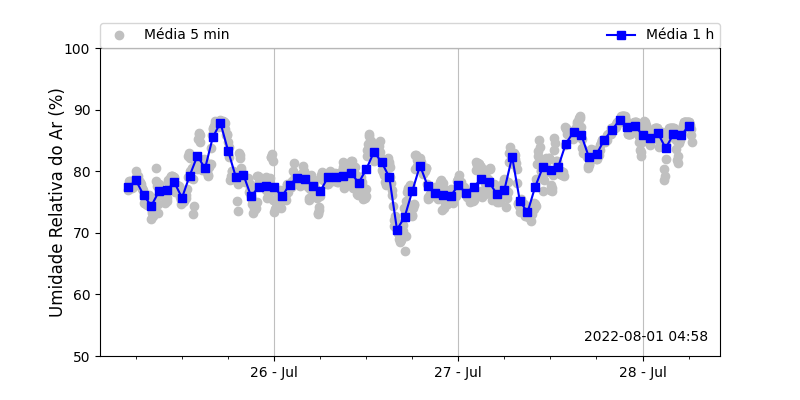 Média 5 min
Média 1 h
100
90
80
70
60
50
Umidade Relativa do Ar (%)
2022-08-01 04:58
26 - Jul
27 - Jul
28 - Jul